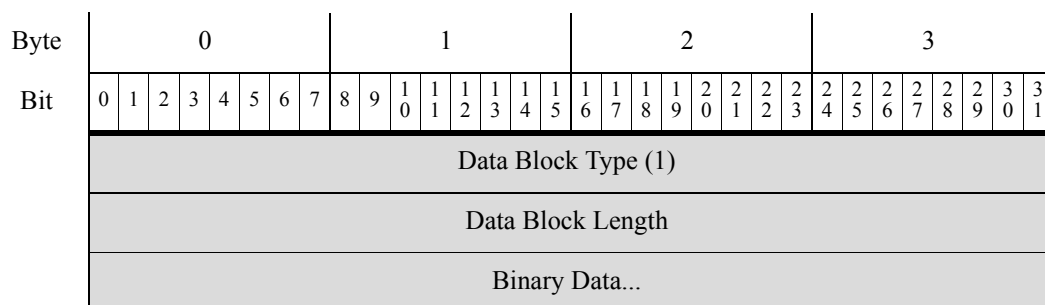 Byte 0 1 2 3
Bit 0 1 2 3 4 5 6 7 8 9 10 11 12 13 14 15 16 17 18 19 20 21 22 23 24 25 26 27 28 29 30 31
Data Block Type (1)
Data Block Length
Binary Data...